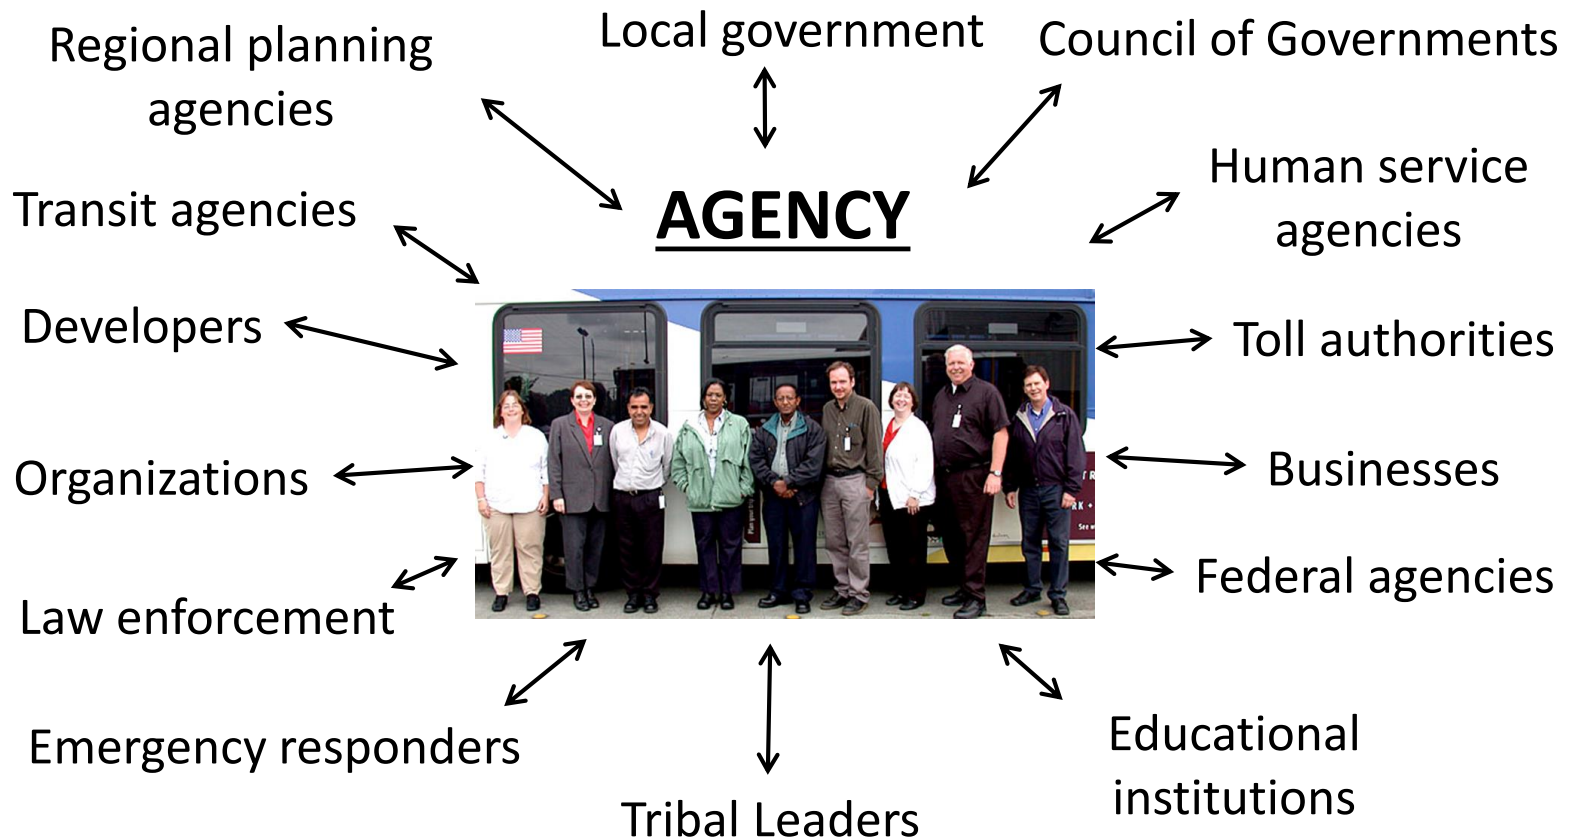 Local government
Council of Governments
Regional planning
agencies
Human service
agencies
AGENCY
Transit agencies
Developers
Toll authorities
Organizations
Businesses
Law enforcement
Federal agencies
Emergency responders
Educational
institutions
Tribal Leaders